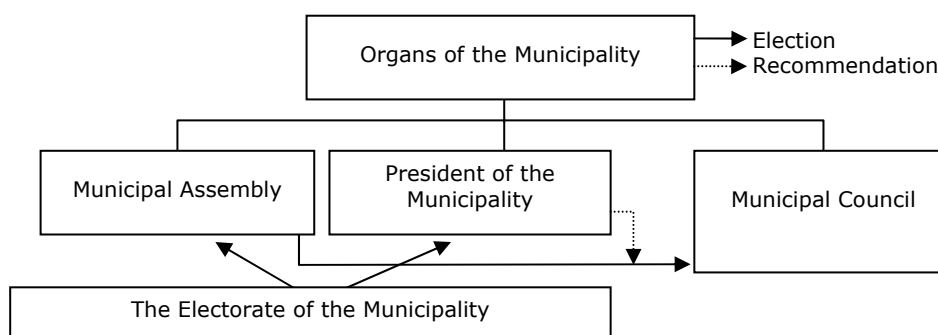 Organs of the Municipality
Election
Recommendation
Municipal Assembly
President of the
Municipality
Municipal Council
The Electorate of the Municipality